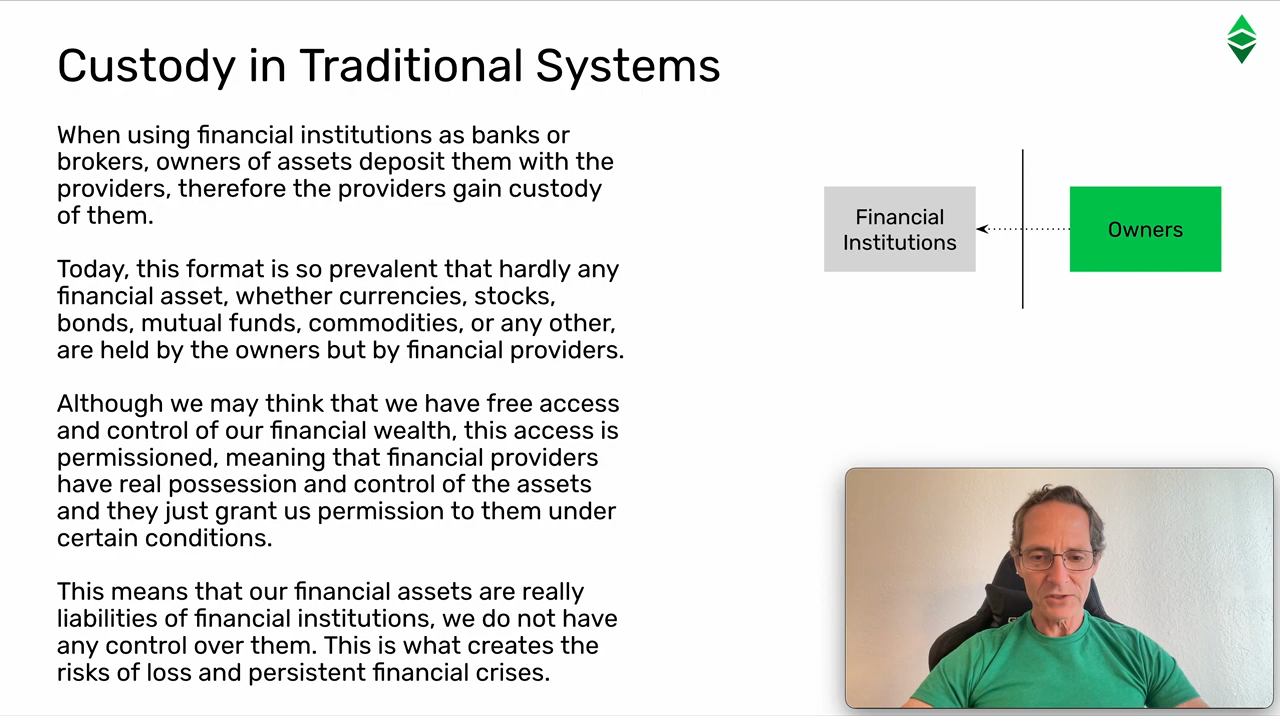 Custody in Traditional Systems
When using financial institutions as banks or
brokers, owners of assets deposit them with the
providers, therefore the providers gain custody
of them.
Today, this format is so prevalent that hardly any
financial asset, whether currencies, stocks,
bonds, mutual funds, commodities, or any other,
are held by the owners but by financial providers.
Although we may think that we have free access
and control of our financial wealth, this access is
permissioned, meaning that financial providers
have real possession and control of the assets
and they just grant us permission to them under
certain conditions.
This means that our financial assets are really
liabilities of financial institutions, we do not have
any control over them. This is what creates the
risks of loss and persistent financial crises.
Financial
Institutions
Owners